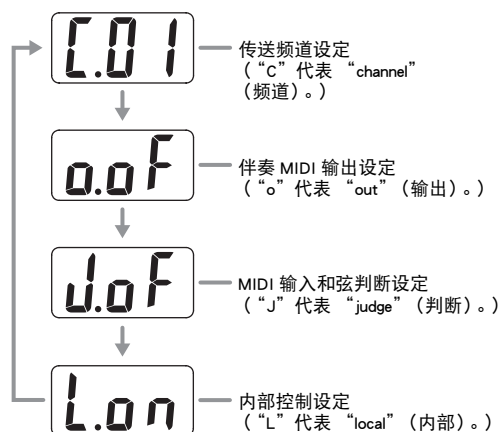 C.01
传送频道设定
（“C”代表 “channel”
（频道）。）
o.oF
伴奏 MIDI 输出设定
（“o”代表 “out”（输出）。）
J.oF
MIDI 输入和弦判断设定
（“J”代表 “judge”（判断）。）
L.on
内部控制设定
（“L”代表 “local”（内部）。）